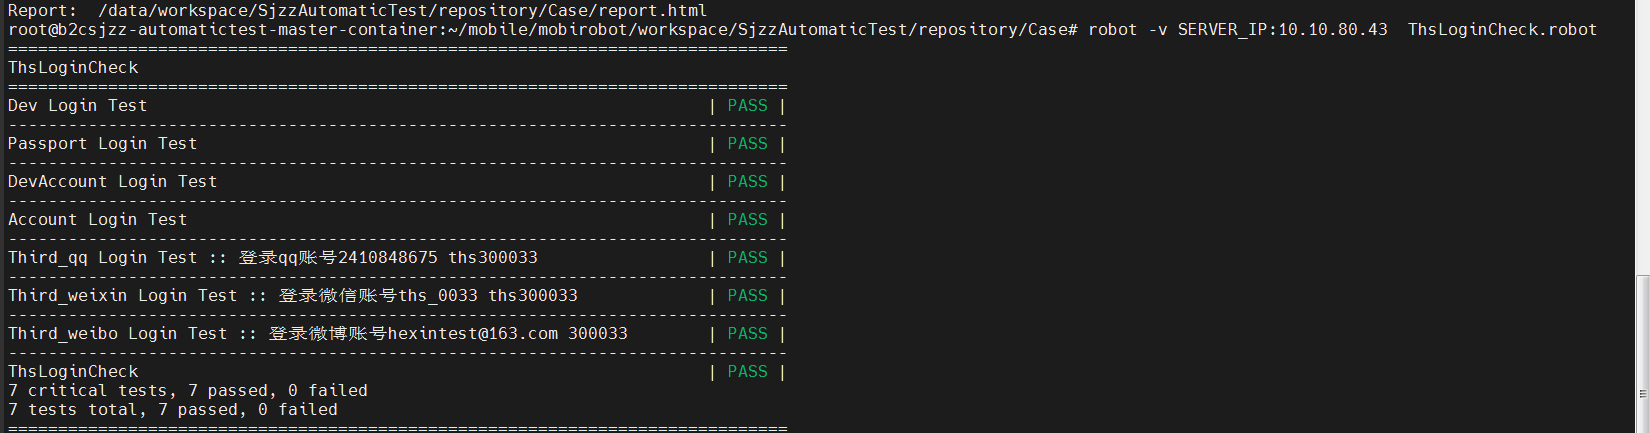 Report:  /data/workspace/SjzzAutomaticTest/repository/Case/report.html
root@b2csjzz-automatictest-master-container:~/mobile/mobirobot/workspace/SjzzAutomaticTest/repository/Case# robot -v SERVER_IP:10.10.80.43  ThsLoginCheck.robot
==============================================================================
ThsLoginCheck
==============================================================================
Dev Login Test                                                        | PASS |
------------------------------------------------------------------------------
Passport Login Test                                                   | PASS |
------------------------------------------------------------------------------
DevAccount Login Test                                                 | PASS |
------------------------------------------------------------------------------
Account Login Test                                                    | PASS |
------------------------------------------------------------------------------
Third_qq Login Test :: 登录qq账号2410848675 ths300033                 | PASS |
------------------------------------------------------------------------------
Third_weixin Login Test :: 登录微信账号ths_0033 ths300033             | PASS |
------------------------------------------------------------------------------
Third_weibo Login Test :: 登录微博账号hexintest@163.com 300033        | PASS |
------------------------------------------------------------------------------
ThsLoginCheck                                                         | PASS |
7 critical tests, 7 passed, 0 failed
7 tests total, 7 passed, 0 failed
==============================================================================